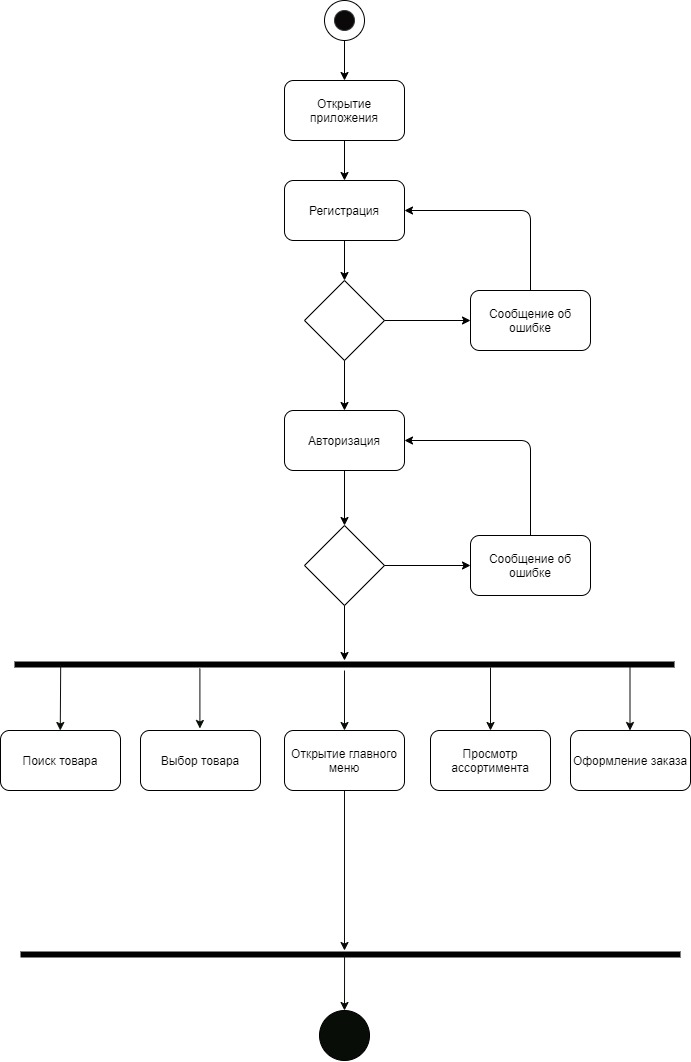 Открытие
приложения
Регистрация
Сообщение об
ошибке
Авторизация
Сообщение об
ошибке
Поиск товара
Выбор товара
Открытие главного
меню
Просмотр
ассортимента
Оформление заказа